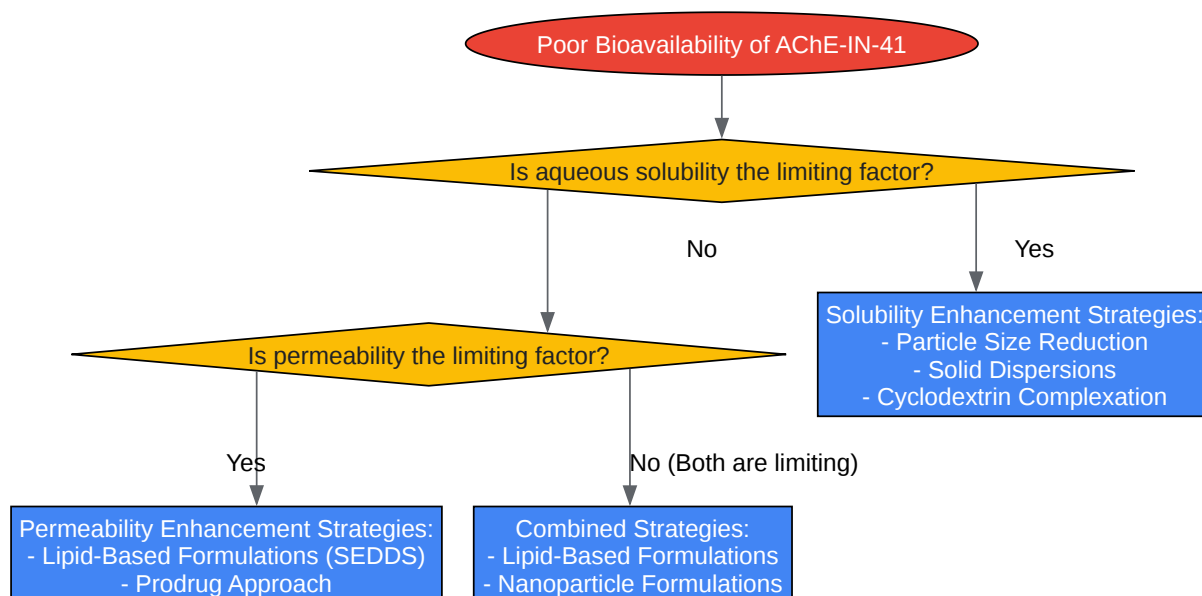 Poor Bioavailability of AChE-IN-41
Is aqueous solubility the limiting factor?
No
Yes
Solubility Enhancement Strategies:
- Particle Size Reduction
- Solid Dispersions
- Cyclodextrin Complexation
Is permeability the limiting factor?
Yes
No (Both are limiting)
Permeability Enhancement Strategies:
- Lipid-Based Formulations (SEDDS)
- Prodrug Approach
Combined Strategies:
- Lipid-Based Formulations
- Nanoparticle Formulations